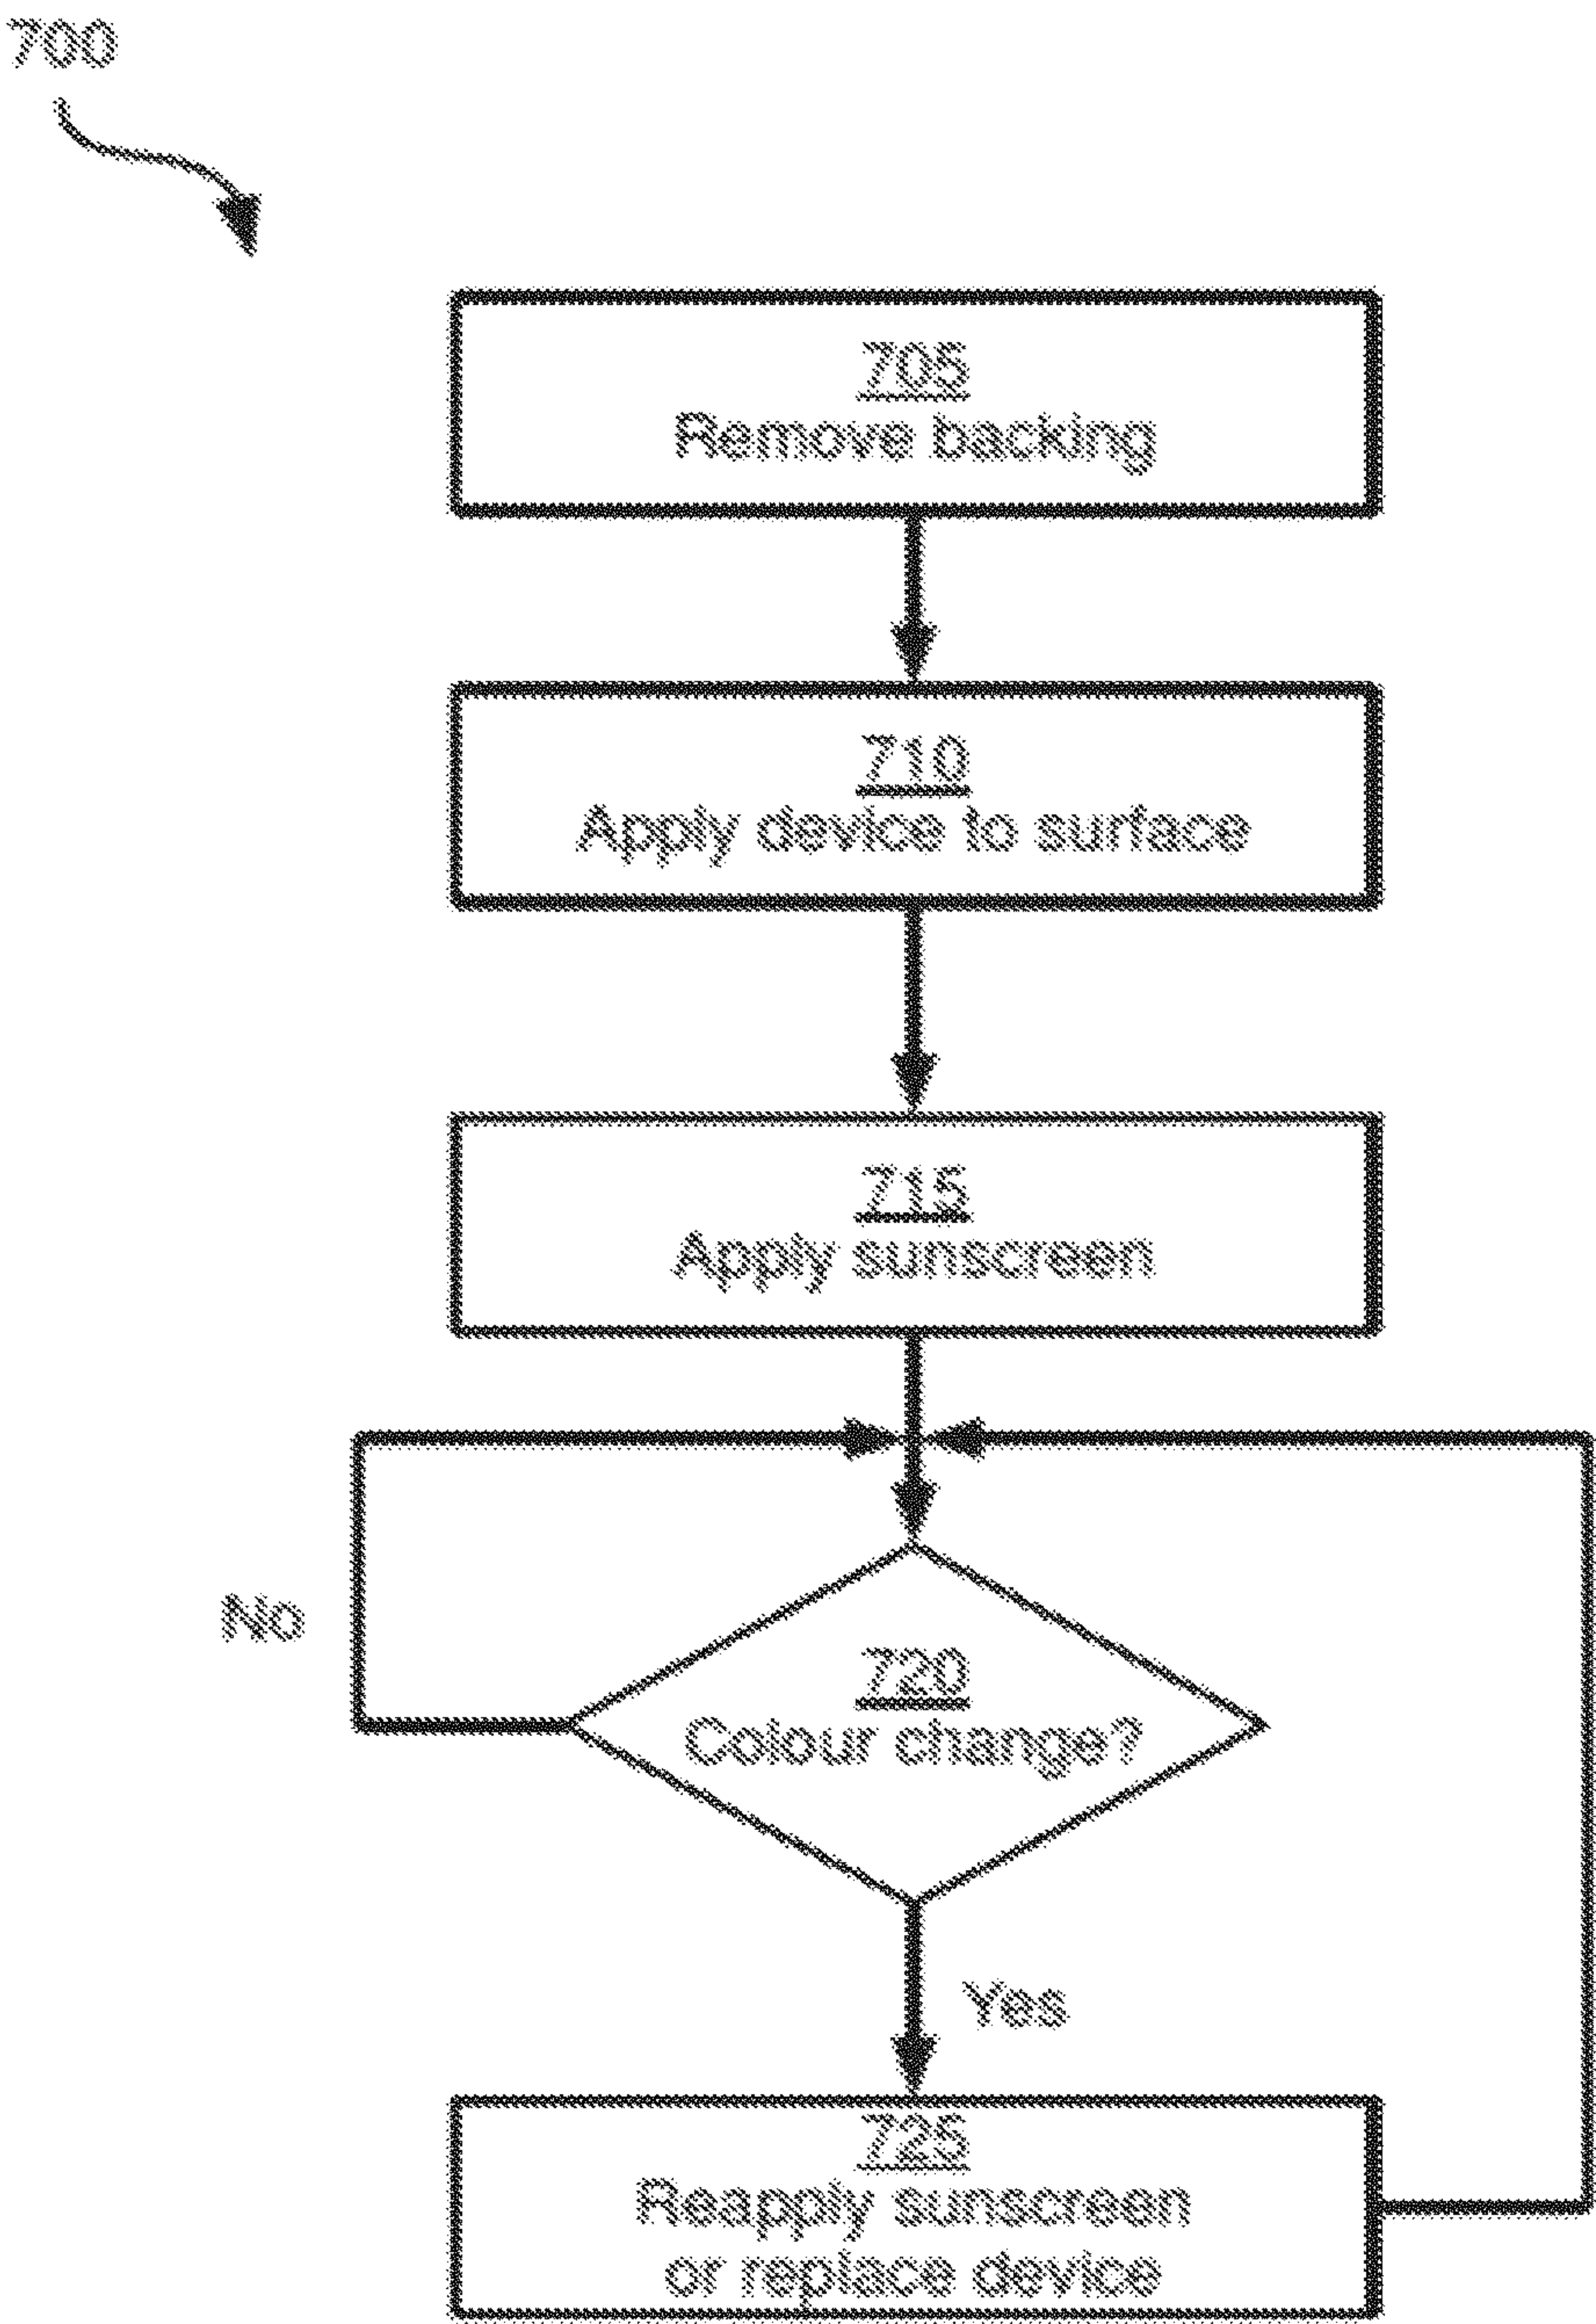 700
705
Remove backing
710
Apply device to surface
715
Apply sunscreen
No
720
Colour change?
Yes
725
Reapply sunscreen
or replace device